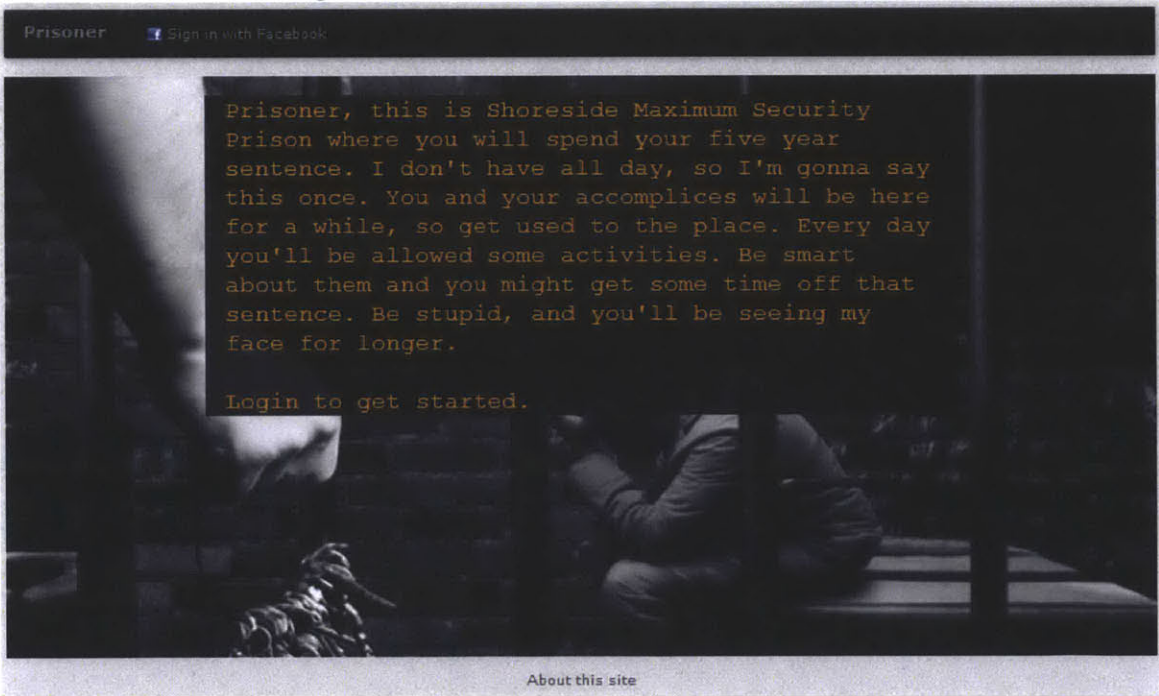 Prisoner
Sign in with Facebook
Prisoner, this is Shoreside Maximum Security
Prison where you will spend your five year
sentence. I don't have all day, so I'm gonna say
this once. You and your accomplices will be here
for a while, so get used to the place. Every day
you'll be allowed some activities. Be smart
about them and you might get some time off that
sentence. Be stupid, and you'll be seeing my
face for longer.
Login to get started.
About this site